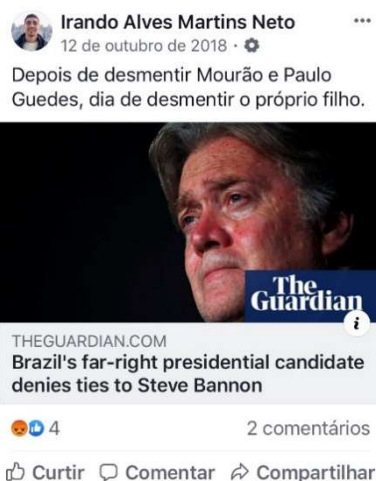 Irando Alves Martins Neto
12 de outubro de 2018 ·
Depois de desmentir Mourão e Paulo
Guedes, dia de desmentir o próprio filho.
The
Guardian
i
THEGUARDIAN.COM
Brazil's far-right presidential candidate
denies ties to Steve Bannon
4 2 comentários
Curtir Comentar Compartilhar